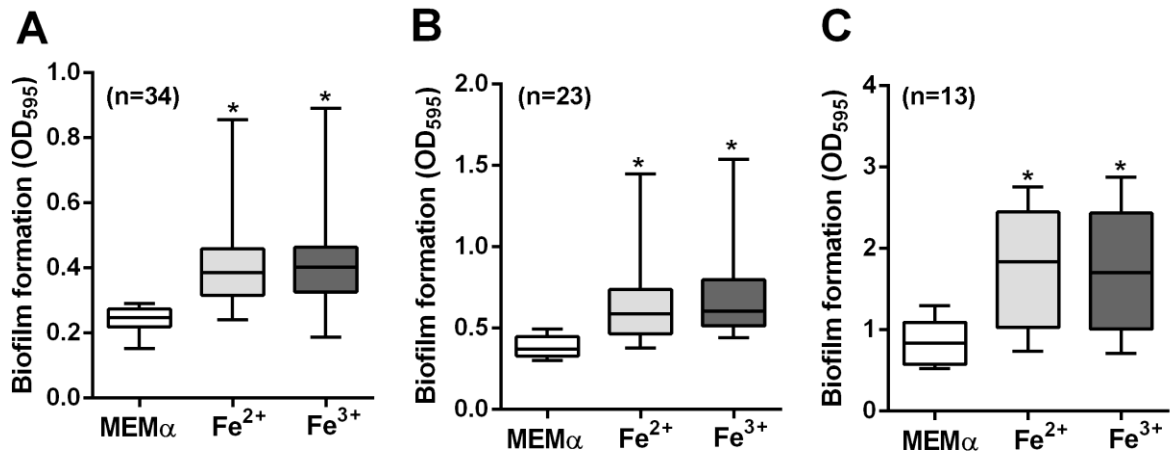 A
Biofilm formation (OD₅₉₅)
1.0
0.8
0.6
0.4
0.2
0.0
(n=34)
*
*
MEMα Fe²⁺ Fe³⁺
B
Biofilm formation (OD₅₉₅)
2.0
1.5
1.0
0.5
0.0
(n=23)
*
*
MEMα Fe²⁺ Fe³⁺
C
Biofilm formation (OD₅₉₅)
4
3
2
1
0
(n=13)
*
*
MEMα Fe²⁺ Fe³⁺